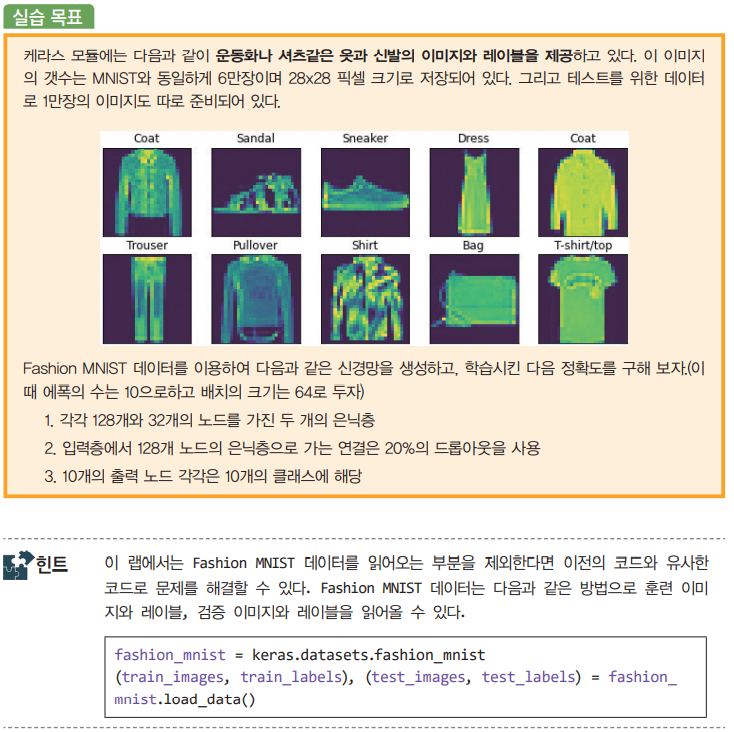 실습 목표
케라스 모듈에는 다음과 같이 운동화나 셔츠같은 옷과 신발의 이미지와 레이블을 제공하고 있다. 이 이미지
의 갯수는 MNIST와 동일하게 6만장이며 28x28 픽셀 크기로 저장되어 있다. 그리고 테스트를 위한 데이터
로 1만장의 이미지도 따로 준비되어 있다.
Coat Sandal Sneaker Dress Coat
Trouser Pullover Shirt Bag T-shirt/top
Fashion MNIST 데이터를 이용하여 다음과 같은 신경망을 생성하고, 학습시킨 다음 정확도를 구해 보자.(이
때 에폭의 수는 10으로하고 배치의 크기는 64로 두자)
1. 각각 128개와 32개의 노드를 가진 두 개의 은닉층
2. 입력층에서 128개 노드의 은닉층으로 가는 연결은 20%의 드롭아웃을 사용
3. 10개의 출력 노드 각각은 10개의 클래스에 해당
힌트
이 랩에서는 Fashion MNIST 데이터를 읽어오는 부분을 제외한다면 이전의 코드와 유사한
코드로 문제를 해결할 수 있다. Fashion MNIST 데이터는 다음과 같은 방법으로 훈련 이미
지와 레이블, 검증 이미지와 레이블을 읽어올 수 있다.
fashion_mnist = keras.datasets.fashion_mnist
(train_images, train_labels), (test_images, test_labels) = fashion_
mnist.load_data()